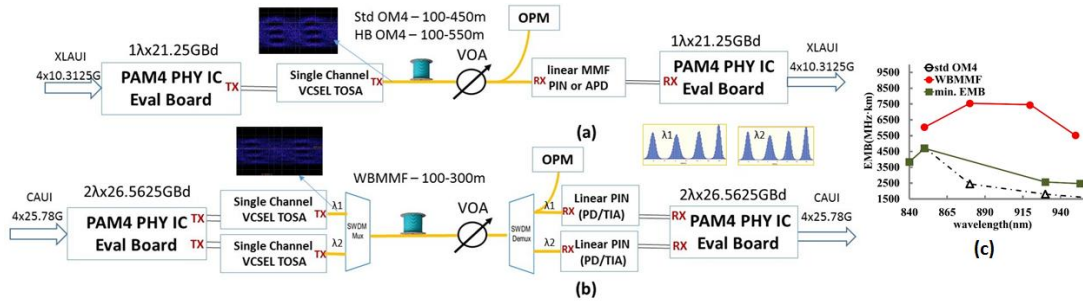 Std OM4 – 100-450m
HB OM4 – 100-550m
OPM
XLAUI
4x10.3125G
1λx21.25GBd
PAM4 PHY IC
Eval Board
TX
Single Channel
VCSEL TOSA
TX
VOA
RX
linear MMF
PIN or APD
1λx21.25GBd
RX
PAM4 PHY IC
Eval Board
XLAUI
4x10.3125G
(a)
CAUI
4x25.78G
2λx26.5625GBd
PAM4 PHY IC
Eval Board
TX
TX
Single Channel
VCSEL TOSA
TX
Single Channel
VCSEL TOSA
TX
λ1
λ2
SWDM
Mux
WBMMF – 100-300m
VOA
OPM
SWDM
Demux
λ1
λ2
λ1
λ2
RX
Linear PIN
(PD/TIA)
RX
Linear PIN
(PD/TIA)
2λx26.5625GBd
RX
RX
PAM4 PHY IC
Eval Board
CAUI
4x25.78G
(b)
std OM4
WBMMF
min. EMB
EMB(MHz·km)
9500
8500
7500
6500
5500
4500
3500
2500
1500
840
865
890
915
940
wavelength(nm)
(c)